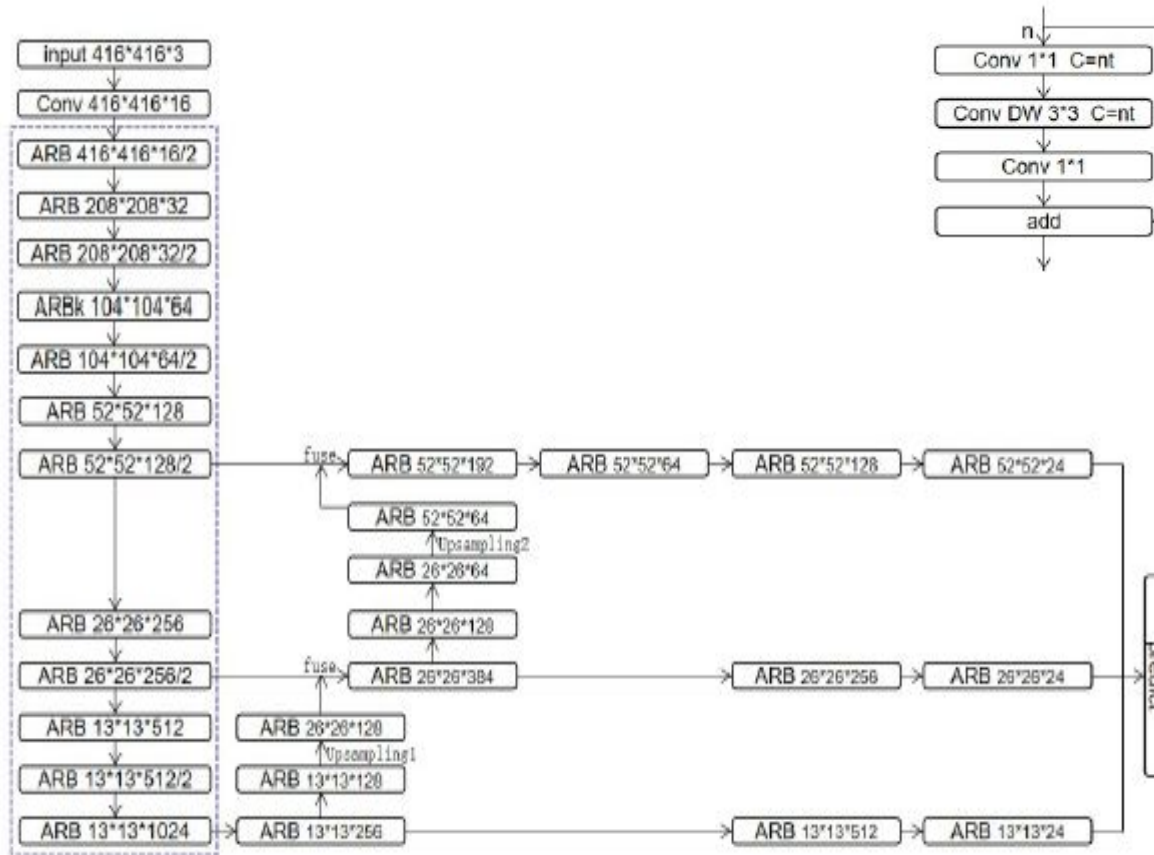 input 416*416*3
Conv 416*416*16
ARB 416*416*16/2
ARB 208*208*32
ARB 208*208*32/2
ARBk 104*104*64
ARB 104*104*64/2
ARB 52*52*128
ARB 52*52*128/2
ARB 26*26*256
ARB 26*26*256/2
ARB 13*13*512
ARB 13*13*512/2
ARB 13*13*1024
fuse
ARB 52*52*192
ARB 52*52*64
ARB 52*52*128
ARB 52*52*24
ARB 52*52*64
Upsampling2
ARB 26*26*64
ARB 26*26*128
fuse
ARB 26*26*384
ARB 26*26*256
ARB 26*26*24
ARB 26*26*128
Upsampling1
ARB 13*13*128
ARB 13*13*256
ARB 13*13*512
ARB 13*13*24
n
Conv 1*1 C=nt
Conv DW 3*3 C=nt
Conv 1*1
add